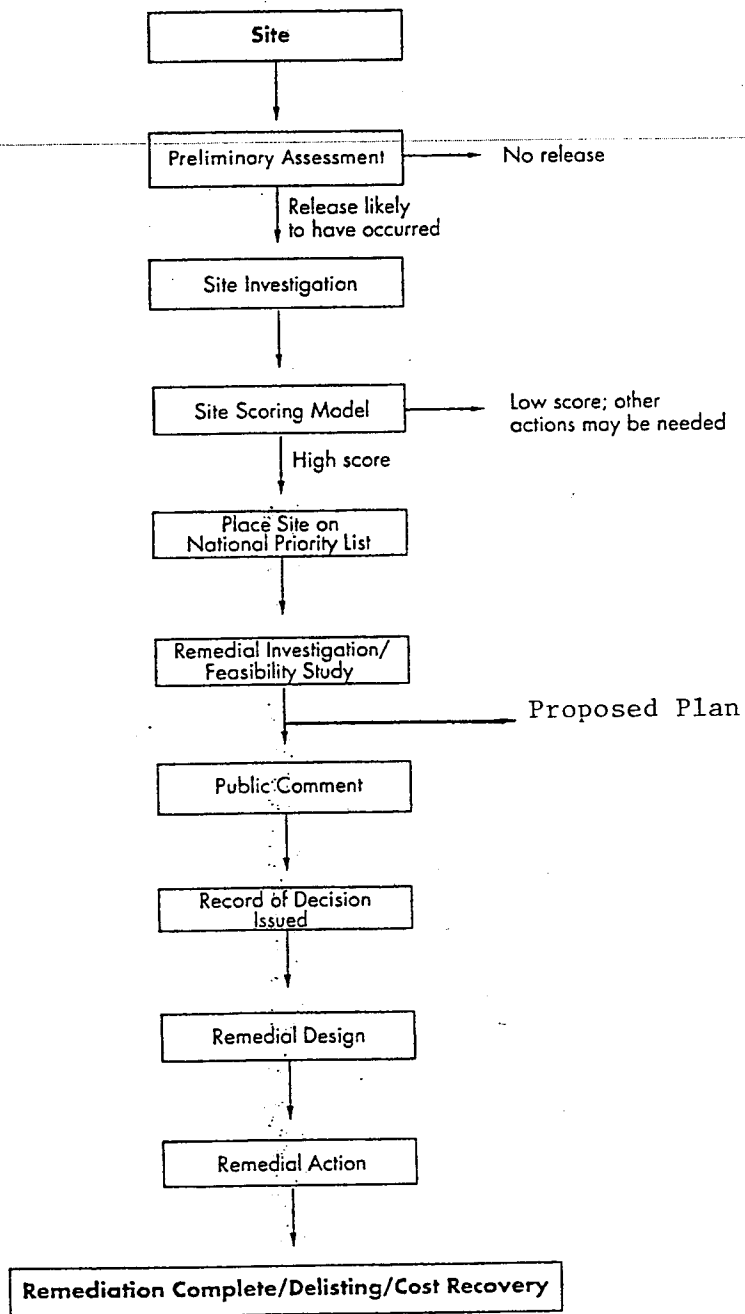 Site
Preliminary Assessment
No release
Release likely
to have occurred
Site Investigation
Site Scoring Model
Low score; other
actions may be needed
High score
Place Site on
National Priority List
Remedial Investigation/
Feasibility Study
Proposed Plan
Public Comment
Record of Decision
Issued
Remedial Design
Remedial Action
Remediation Complete/Delisting/Cost Recovery